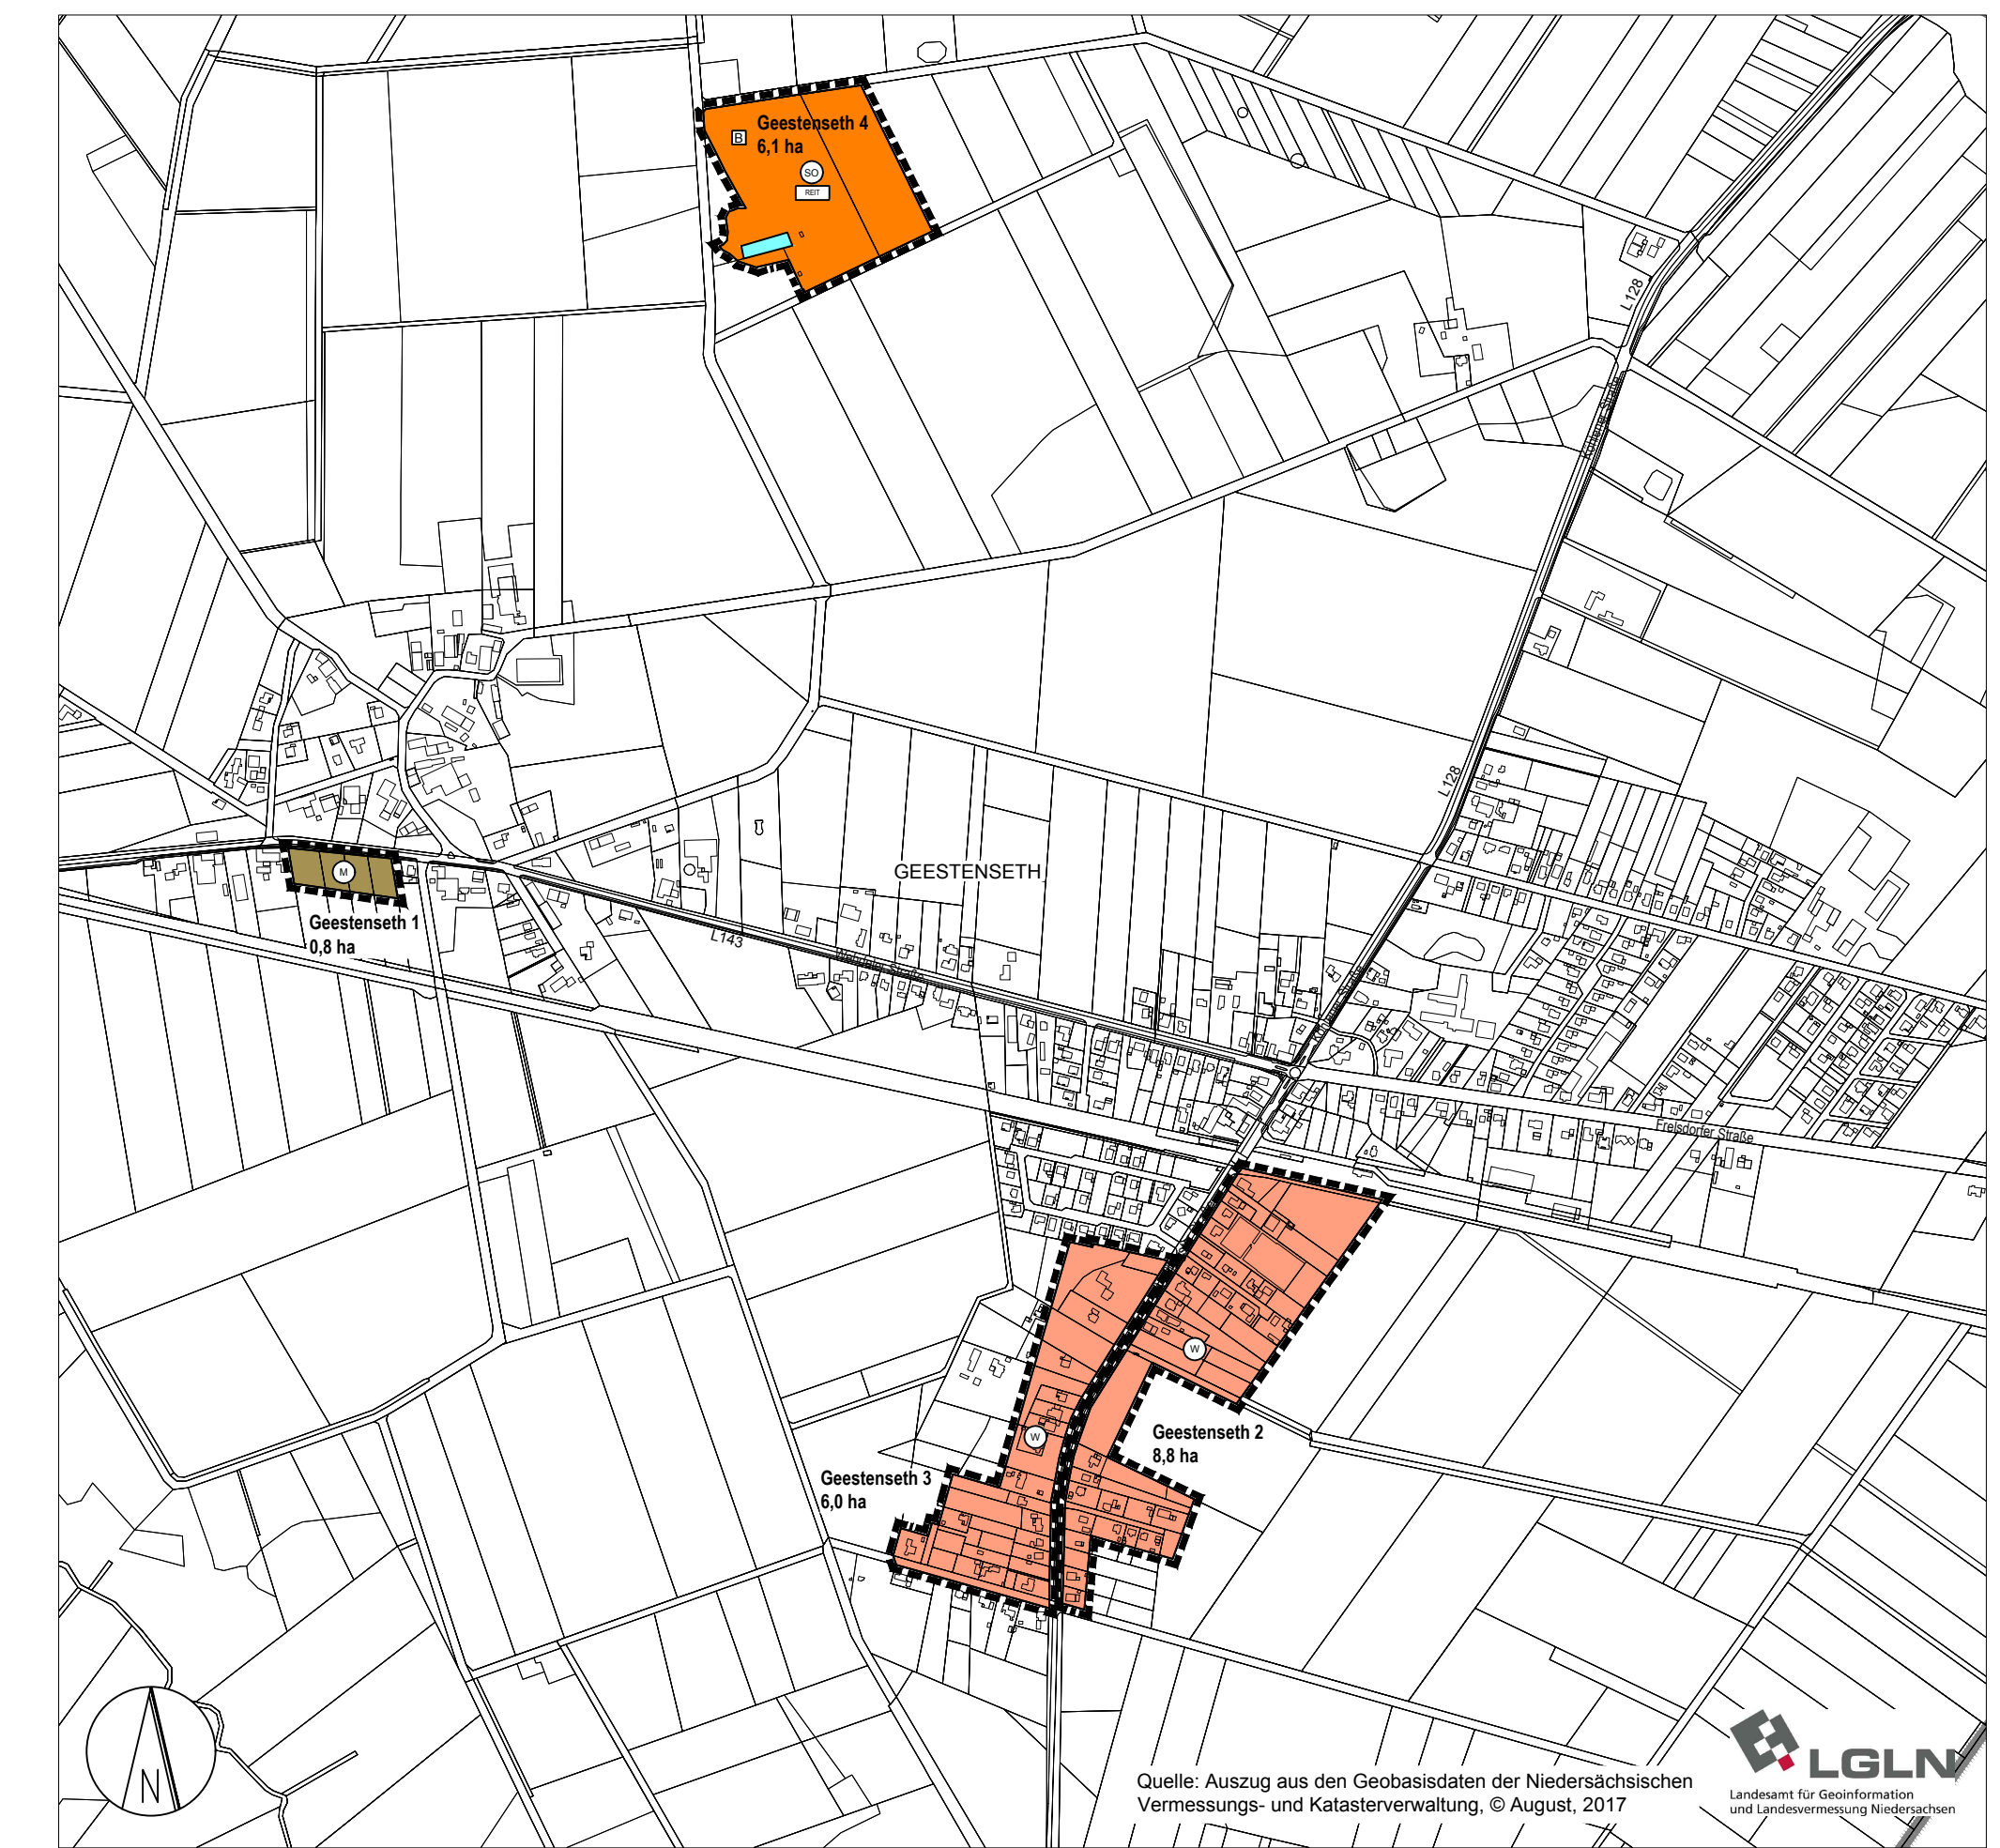 Geestenseth 4
6,1 ha
B
SO
REIT
L128
L128
GEESTENSETH
M
Geestenseth 1
0,8 ha
L143
Frelsdorfer Straße
W
Geestenseth 2
8,8 ha
W
Geestenseth 3
6,0 ha
N
Quelle: Auszug aus den Geobasisdaten der Niedersächsischen
Vermessungs- und Katasterverwaltung, © August, 2017
LGLN
Landesamt für Geoinformation
und Landesvermessung Niedersachsen